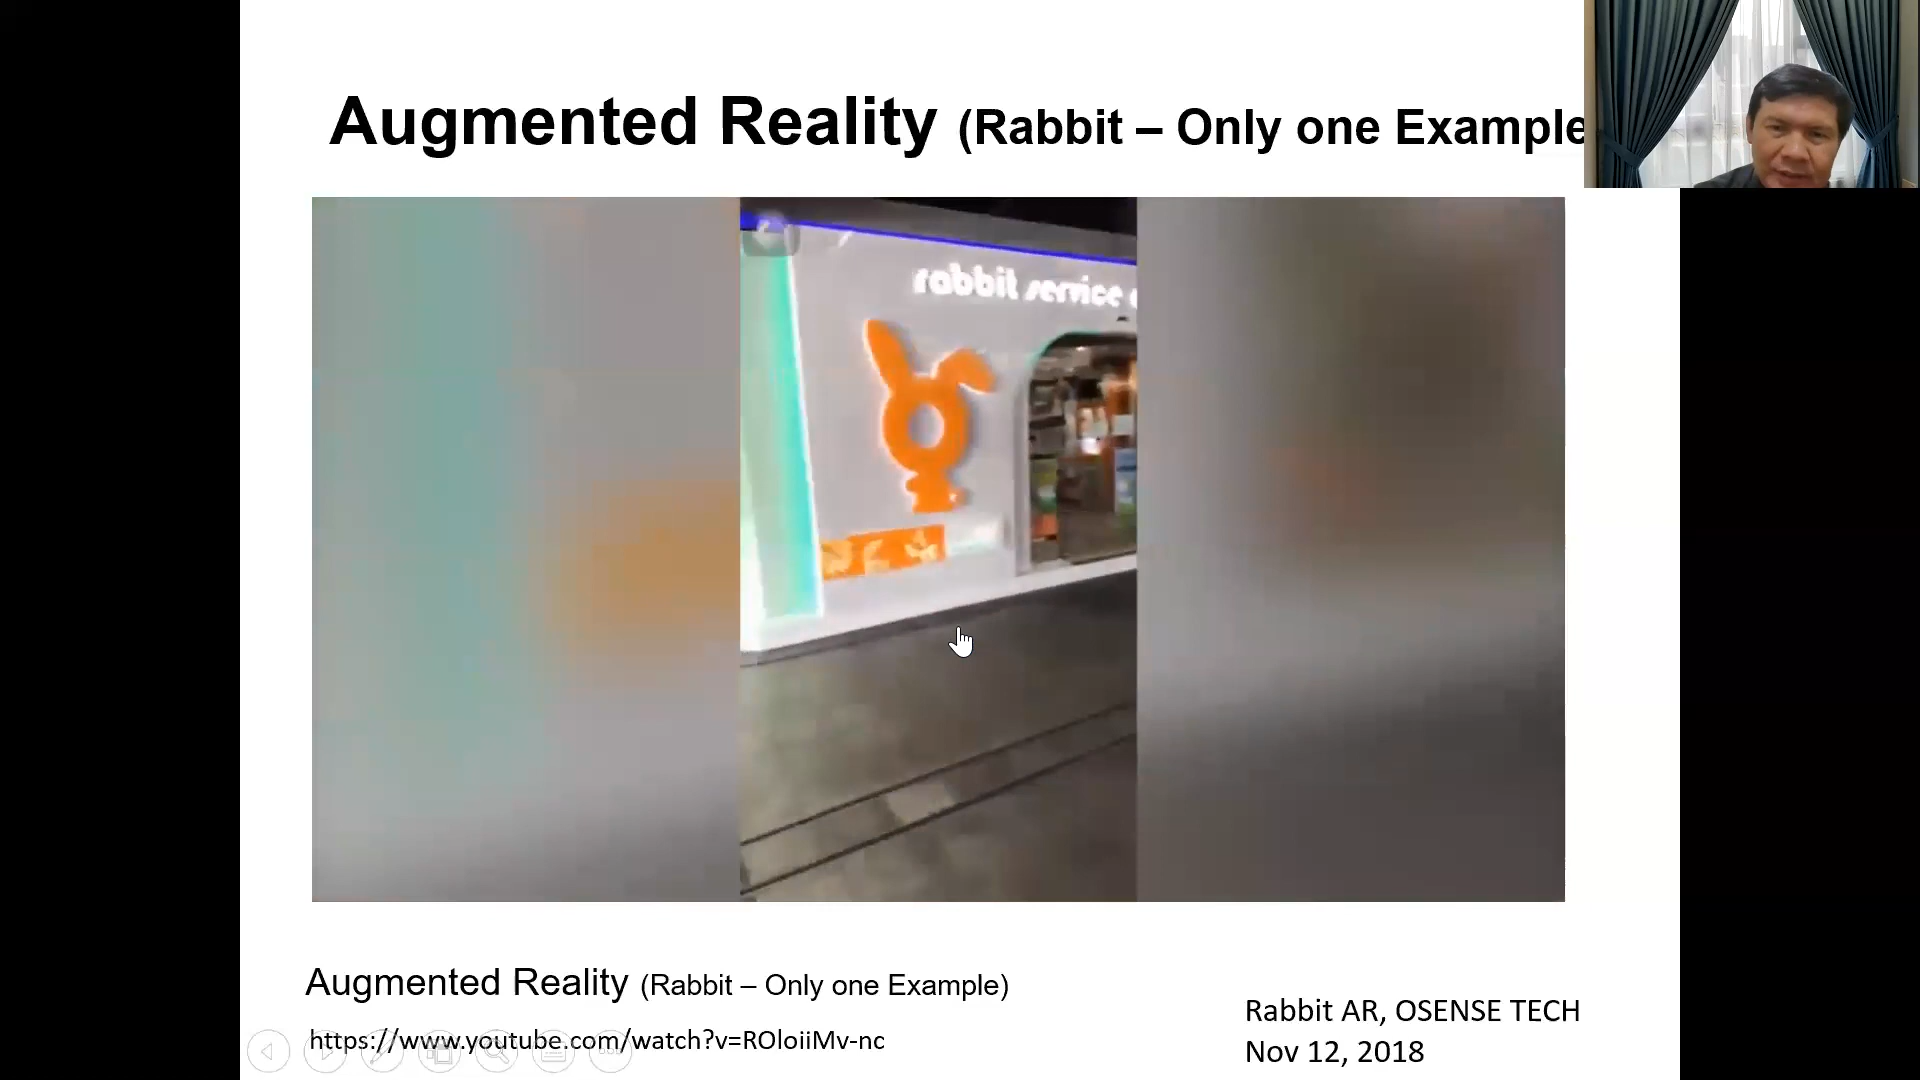 Augmented Reality (Rabbit – Only one Example
rabbit service
Augmented Reality (Rabbit – Only one Example)
https://www.youtube.com/watch?v=ROloiiMv-nc
Rabbit AR, OSENSE TECH
Nov 12, 2018